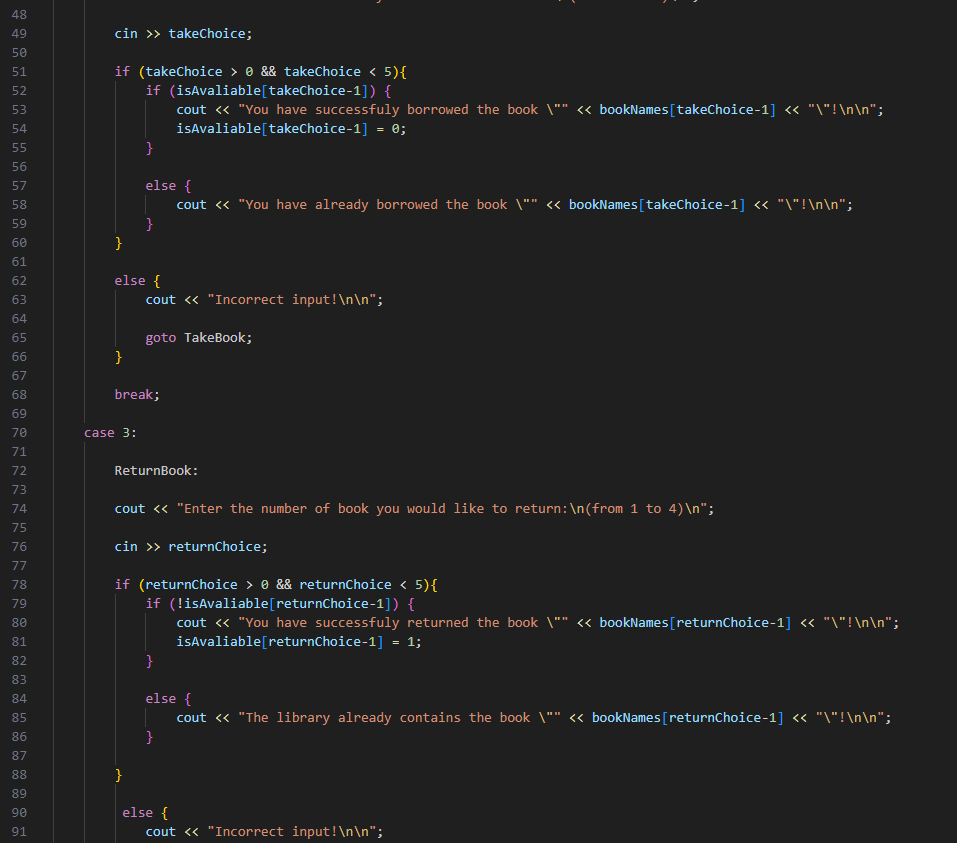 48
49 cin >> takeChoice;
50
51 if (takeChoice > 0 && takeChoice < 5){
52 if (isAvaliable[takeChoice-1]) {
53 cout << "You have successfuly borrowed the book \"" << bookNames[takeChoice-1] << "\"!\n\n";
54 isAvaliable[takeChoice-1] = 0;
55 }
56
57 else {
58 cout << "You have already borrowed the book \"" << bookNames[takeChoice-1] << "\"!\n\n";
59 }
60 }
61
62 else {
63 cout << "Incorrect input!\n\n";
64
65 goto TakeBook;
66 }
67
68 break;
69
70 case 3:
71
72 ReturnBook:
73
74 cout << "Enter the number of book you would like to return:\n(from 1 to 4)\n";
75
76 cin >> returnChoice;
77
78 if (returnChoice > 0 && returnChoice < 5){
79 if (!isAvaliable[returnChoice-1]) {
80 cout << "You have successfuly returned the book \"" << bookNames[returnChoice-1] << "\"!\n\n";
81 isAvaliable[returnChoice-1] = 1;
82 }
83
84 else {
85 cout << "The library already contains the book \"" << bookNames[returnChoice-1] << "\"!\n\n";
86 }
87
88 }
89
90 else {
91 cout << "Incorrect input!\n\n";